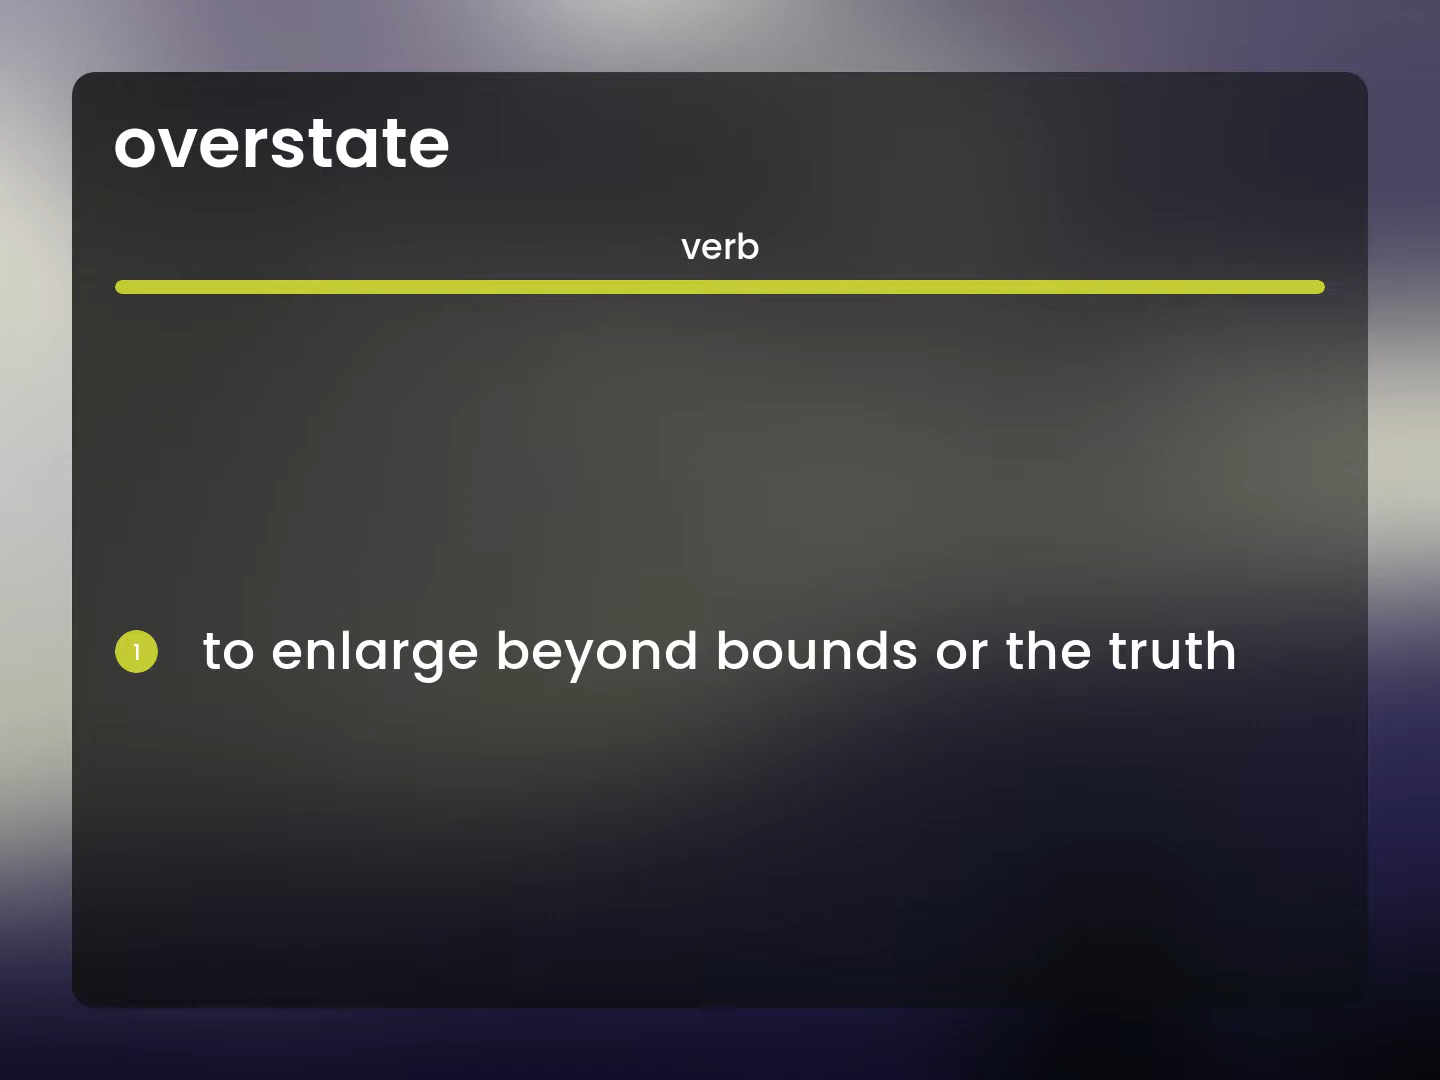 overstate
verb
1 to enlarge beyond bounds or the truth